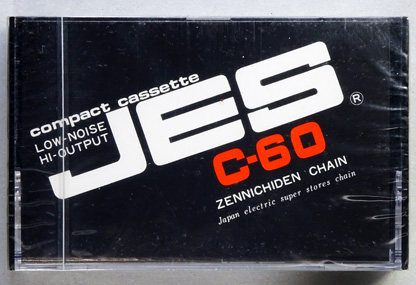 compact cassette
LOW-NOISE
HI-OUTPUT
JES®
C-60
ZENNICHIDEN CHAIN
Japan electric super stores chain